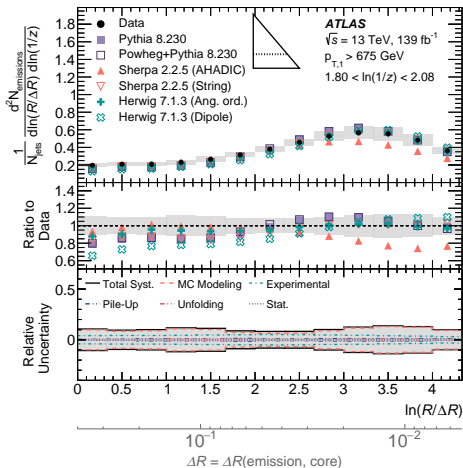 Data
Pythia 8.230
Powheg+Pythia 8.230
Sherpa 2.2.5 (AHADIC)
Sherpa 2.2.5 (String)
Herwig 7.1.3 (Ang. ord.)
Herwig 7.1.3 (Dipole)
ATLAS
√s = 13 TeV, 139 fb⁻¹
p_T,1 > 675 GeV
1.80 < ln(1/z) < 2.08
1/N_jets d²N_emissions / dln(R/ΔR) dln(1/z)
1.8
1.6
1.4
1.2
1.0
0.8
0.6
0.4
0.2
Ratio to
Data
1.4
1.2
1
0.8
0.6
Relative
Uncertainty
0.5
0
Total Syst.
MC Modeling
Experimental
Pile-Up
Unfolding
Stat.
0 0.5 1 1.5 2 2.5 3 3.5 4
ln(R/ΔR)
10⁻¹ 10⁻²
ΔR = ΔR(emission, core)